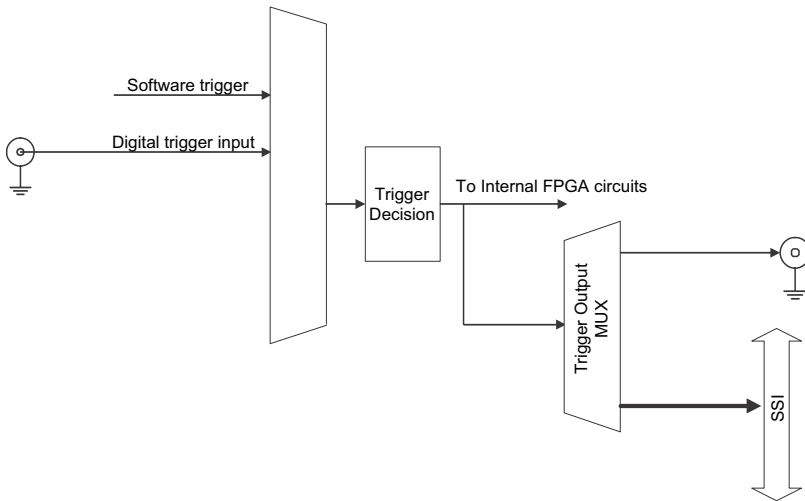 Software trigger
Digital trigger input
Trigger
Decision
To Internal FPGA circuits
Trigger Output
MUX
SSI